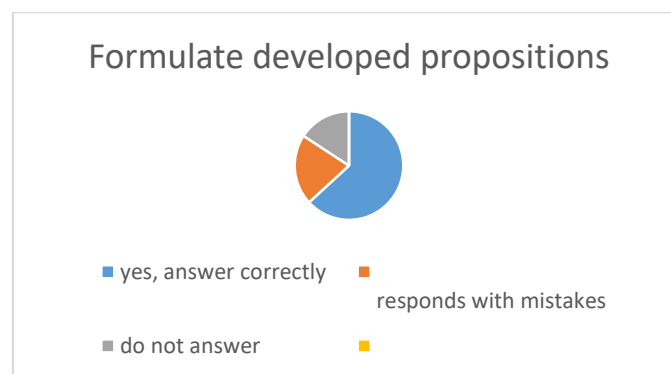 Formulate developed propositions
yes, answer correctly
responds with mistakes
do not answer